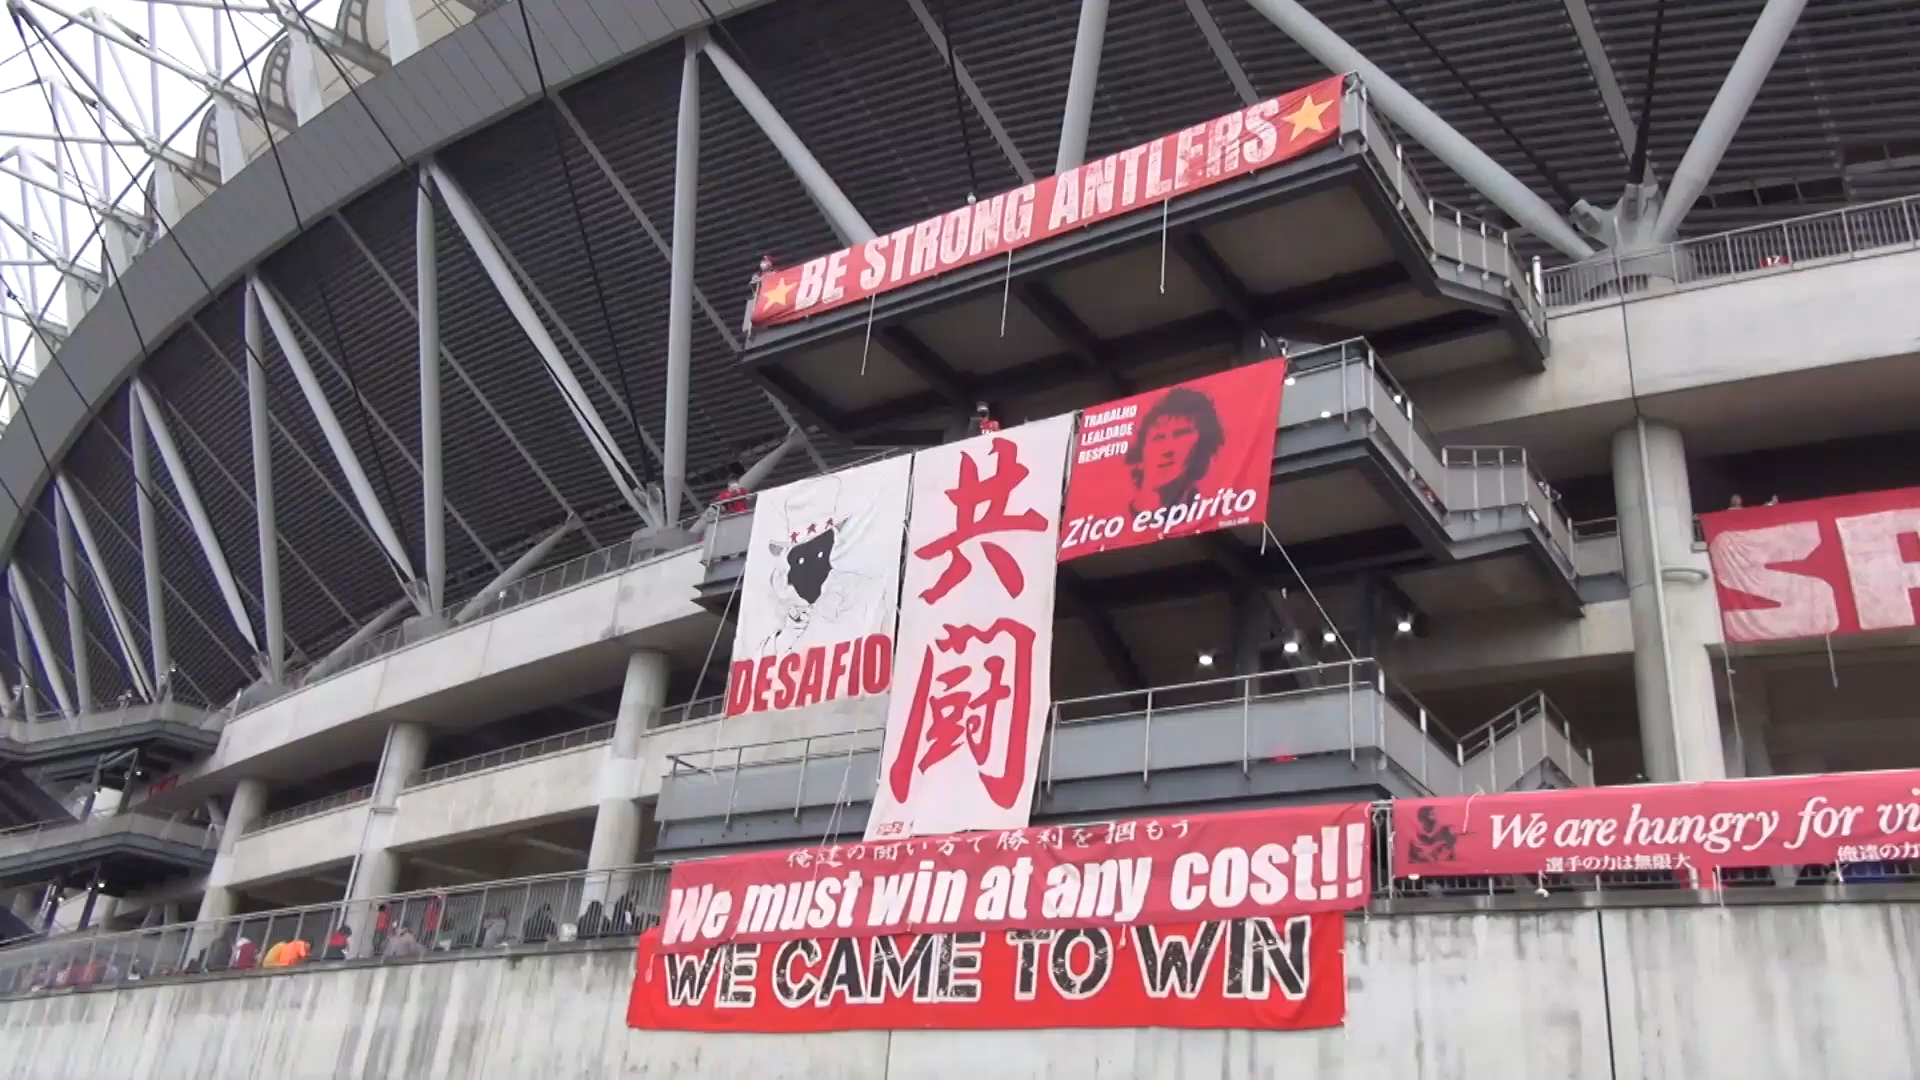 BE STRONG ANTLERS
TRABALHO
LEALDADE
RESPEITO
Zico espirito
DESAFIO
共
闘
SP
俺達の闘い方で勝利を掴もう
We must win at any cost!!
We are hungry for vi
選手の力は無限大
俺達の力
WE CAME TO WIN